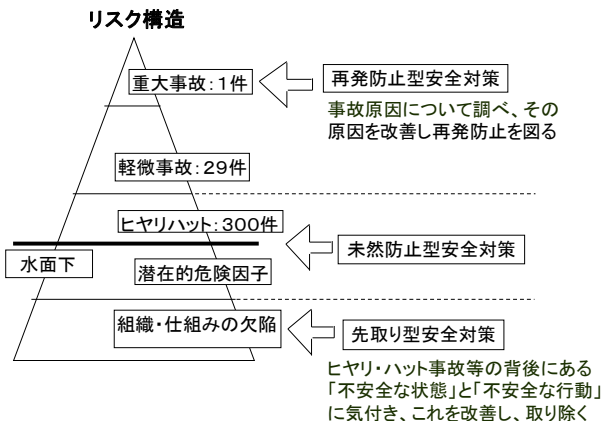 リスク構造
重大事故：1件
再発防止型安全対策
事故原因について調べ、その
原因を改善し再発防止を図る
軽微事故：29件
ヒヤリハット：300件
水面下
未然防止型安全対策
潜在的危険因子
組織・仕組みの欠陥
先取り型安全対策
ヒヤリ・ハット事故等の背後にある
「不安全な状態」と「不安全な行動」
に気付き、これを改善し、取り除く